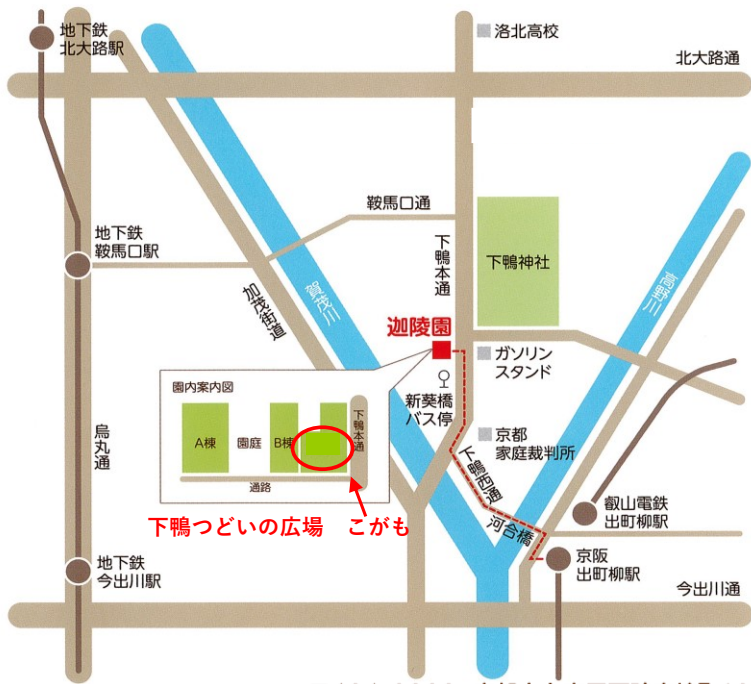 地下鉄
北大路駅
洛北高校
北大路通
鞍馬口通
地下鉄
鞍馬口駅
下鴨本通
下鴨神社
高野川
賀茂川
加茂街道
迦陵園
ガソリン
スタンド
新葵橋
バス停
園内案内図
A棟
園庭
B棟
下鴨本通
通路
烏丸通
京都
家庭裁判所
下鴨西通
河合橋
叡山電鉄
出町柳駅
下鴨つどいの広場　こがも
京阪
出町柳駅
地下鉄
今出川駅
今出川通